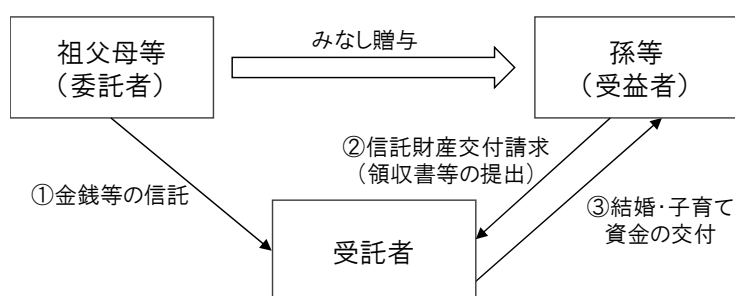 祖父母等
（委託者）
みなし贈与
孫等
（受益者）
①金銭等の信託
②信託財産交付請求
（領収書等の提出）
③結婚・子育て
資金の交付
受託者